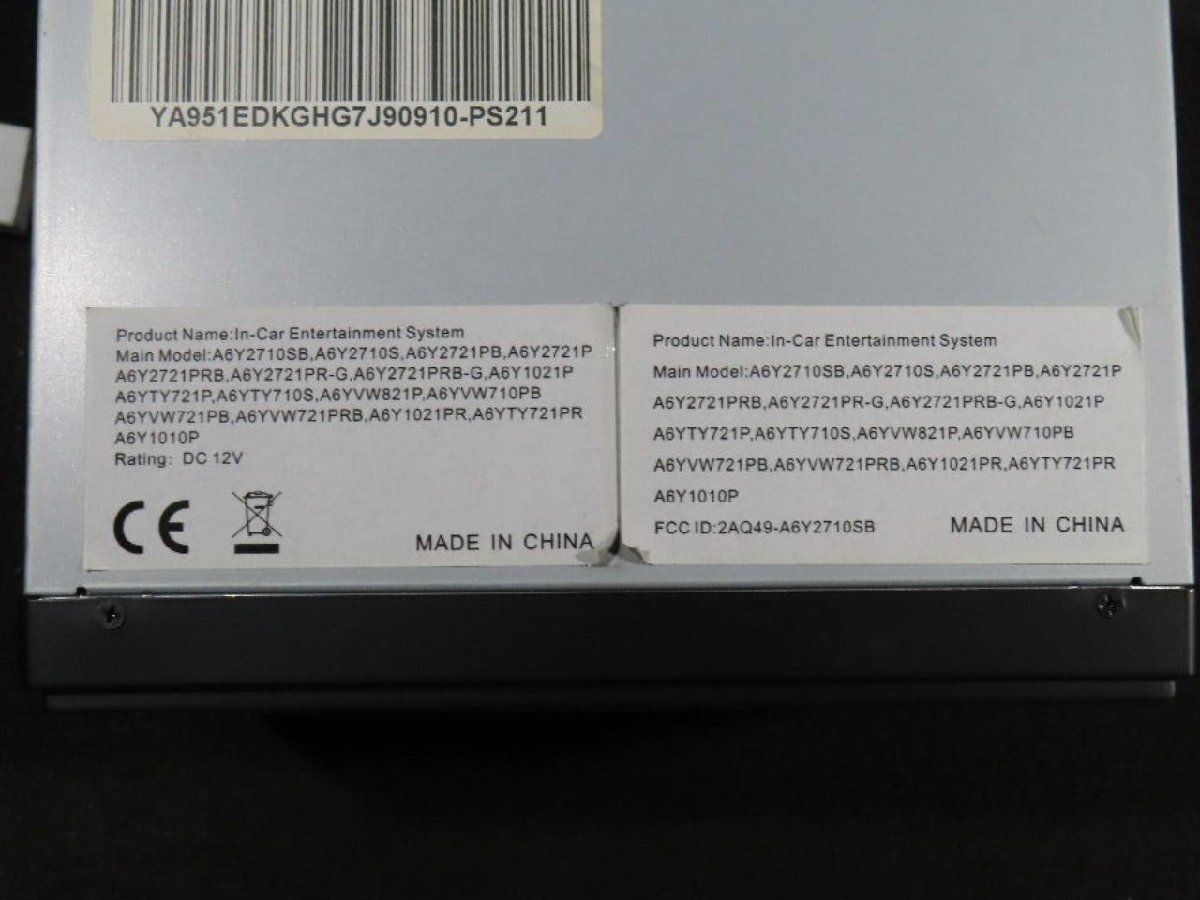 YA951EDKGHG7J90910-PS211
Product Name:In-Car Entertainment System
Main Model:A6Y2710SB,A6Y2710S,A6Y2721PB,A6Y2721P
A6Y2721PRB,A6Y2721PR-G,A6Y2721PRB-G,A6Y1021P
A6YTY721P,A6YTY710S,A6YVW821P,A6YVW710PB
A6YVW721PB,A6YVW721PRB,A6Y1021PR,A6YTY721PR
A6Y1010P
Rating: DC 12V
CE
MADE IN CHINA
Product Name:In-Car Entertainment System
Main Model:A6Y2710SB,A6Y2710S,A6Y2721PB,A6Y2721P
A6Y2721PRB,A6Y2721PR-G,A6Y2721PRB-G,A6Y1021P
A6YTY721P,A6YTY710S,A6YVW821P,A6YVW710PB
A6YVW721PB,A6YVW721PRB,A6Y1021PR,A6YTY721PR
A6Y1010P
FCC ID:2AQ49-A6Y2710SB MADE IN CHINA